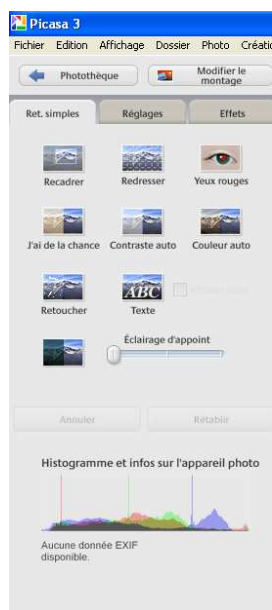 Picasa 3
Fichier Edition Affichage Dossier Photo Créatio
Photothèque
Modifier le
montage
Ret. simples Réglages Effets
Recadrer Redresser Yeux rouges
J'ai de la chance Contraste auto Couleur auto
ABC
Retoucher Texte
Éclairage d'appoint
Annuler Rétablir
Histogramme et infos sur l'appareil photo
Aucune donnée EXIF
disponible.